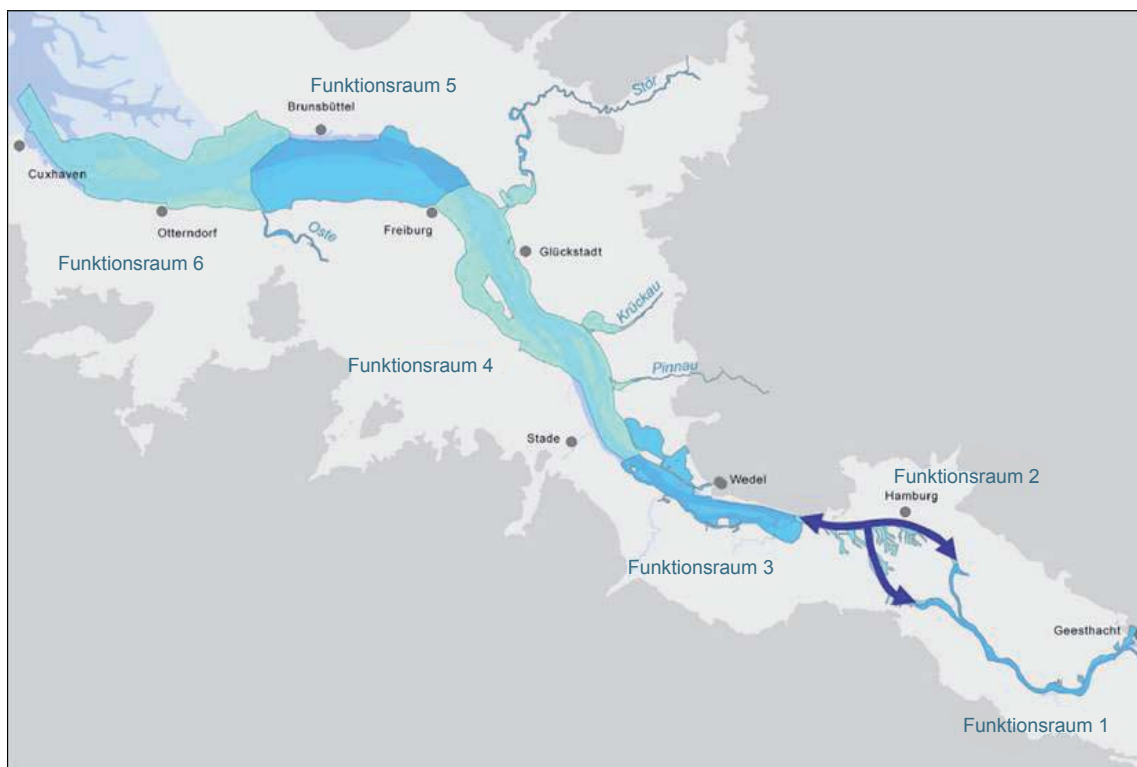 Funktionsraum 5
Brunsbüttel
Stör
Cuxhaven
Otterndorf
Oste
Freiburg
Glückstadt
Funktionsraum 6
Krückau
Funktionsraum 4
Pinnau
Stade
Wedel
Funktionsraum 2
Hamburg
Funktionsraum 3
Geesthacht
Funktionsraum 1